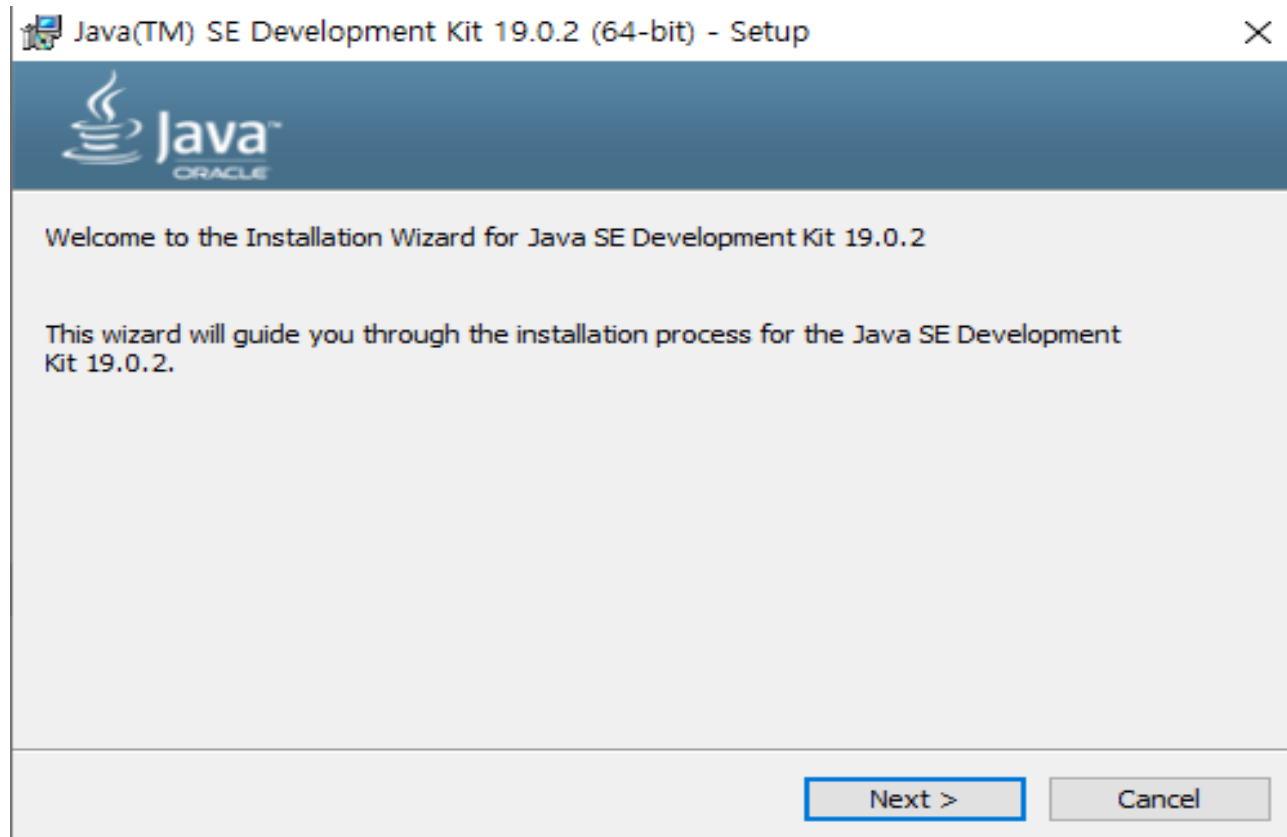 Java(TM) SE Development Kit 19.0.2 (64-bit) - Setup
Java™
ORACLE
Welcome to the Installation Wizard for Java SE Development Kit 19.0.2
This wizard will guide you through the installation process for the Java SE Development
Kit 19.0.2.
Next >
Cancel